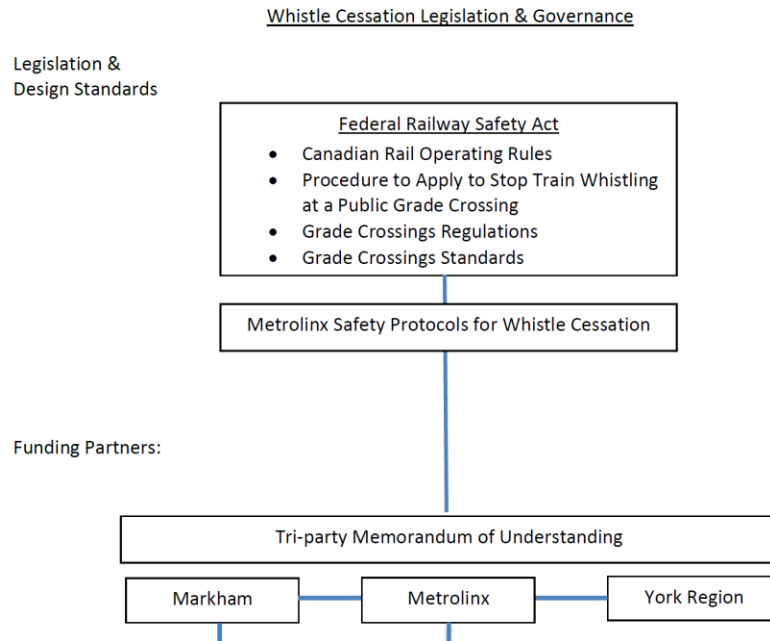 Whistle Cessation Legislation & Governance
Legislation &
Design Standards
Federal Railway Safety Act
• Canadian Rail Operating Rules
• Procedure to Apply to Stop Train Whistling
at a Public Grade Crossing
• Grade Crossings Regulations
• Grade Crossings Standards
Metrolinx Safety Protocols for Whistle Cessation
Funding Partners:
Tri-party Memorandum of Understanding
Markham
Metrolinx
York Region